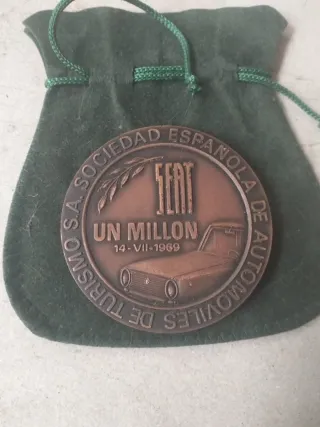 SOCIEDAD ESPAÑOLA DE AUTOMOVILES DE TURISMO S.A.
SEAT
UN MILLON
14-VII-1969